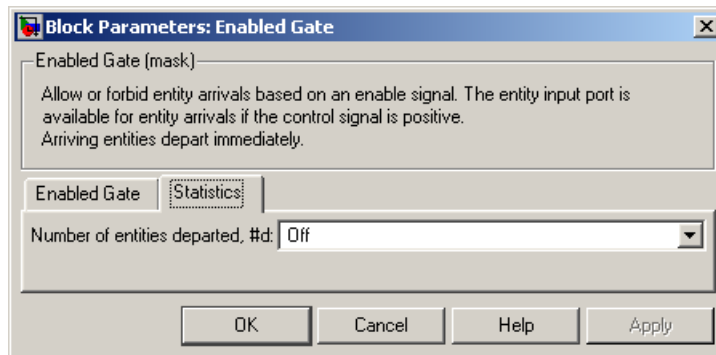 Block Parameters: Enabled Gate
Enabled Gate (mask)
Allow or forbid entity arrivals based on an enable signal. The entity input port is
available for entity arrivals if the control signal is positive.
Arriving entities depart immediately.
Enabled Gate Statistics
Number of entities departed, #d: Off
OK Cancel Help Apply